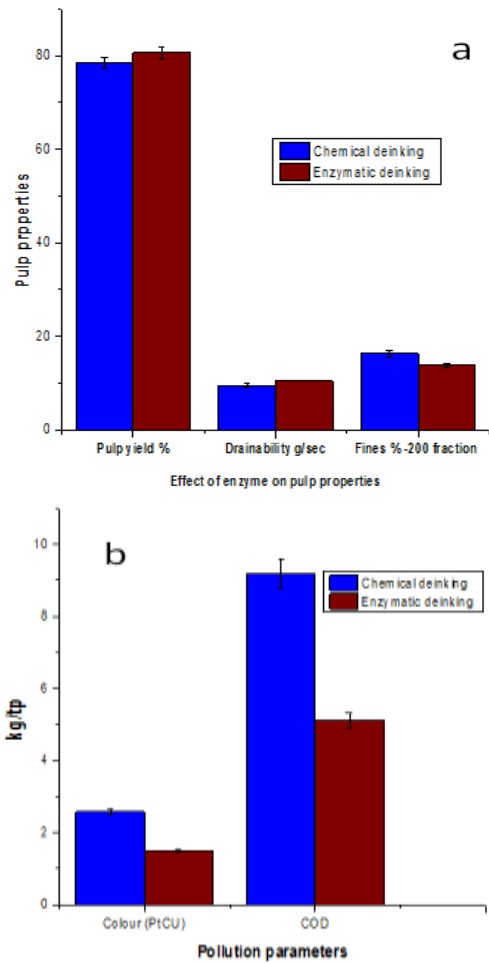 a
80
60
40
20
0
Pulp prpperties
Chemical deinking
Enzymatic deinking
Pulp yield %
Drainability g/sec
Fines %-200 fraction
Effect of enzyme on pulp properties
b
10
8
6
4
2
0
kg/tp
Chemical deinking
Enzymatic deinking
Colour (PtCU)
COD
Pollution parameters